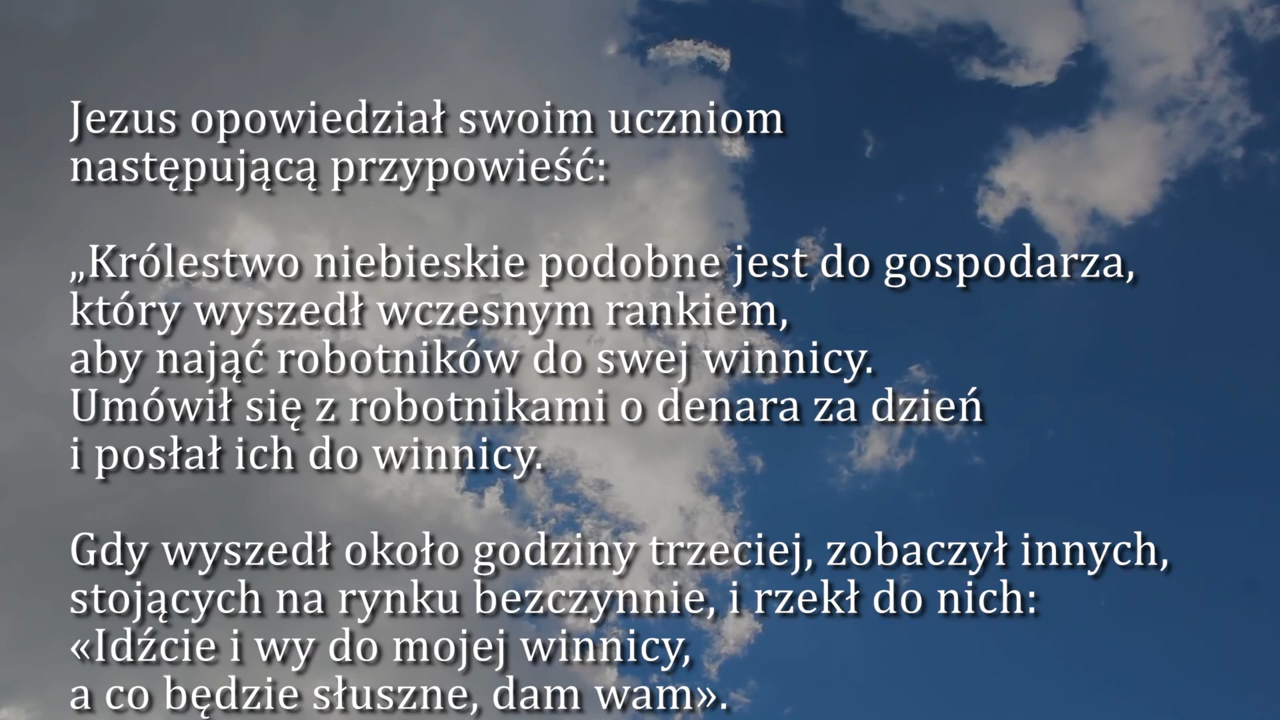 Jezus opowiedział swoim uczniom
następującą przypowieść:
„Królestwo niebieskie podobne jest do gospodarza,
który wyszedł wczesnym rankiem,
aby nająć robotników do swej winnicy.
Umówił się z robotnikami o denara za dzień
i posłał ich do winnicy.
Gdy wyszedł około godziny trzeciej, zobaczył innych,
stojących na rynku bezczynnie, i rzekł do nich:
«Idźcie i wy do mojej winnicy,
a co będzie słuszne, dam wam».